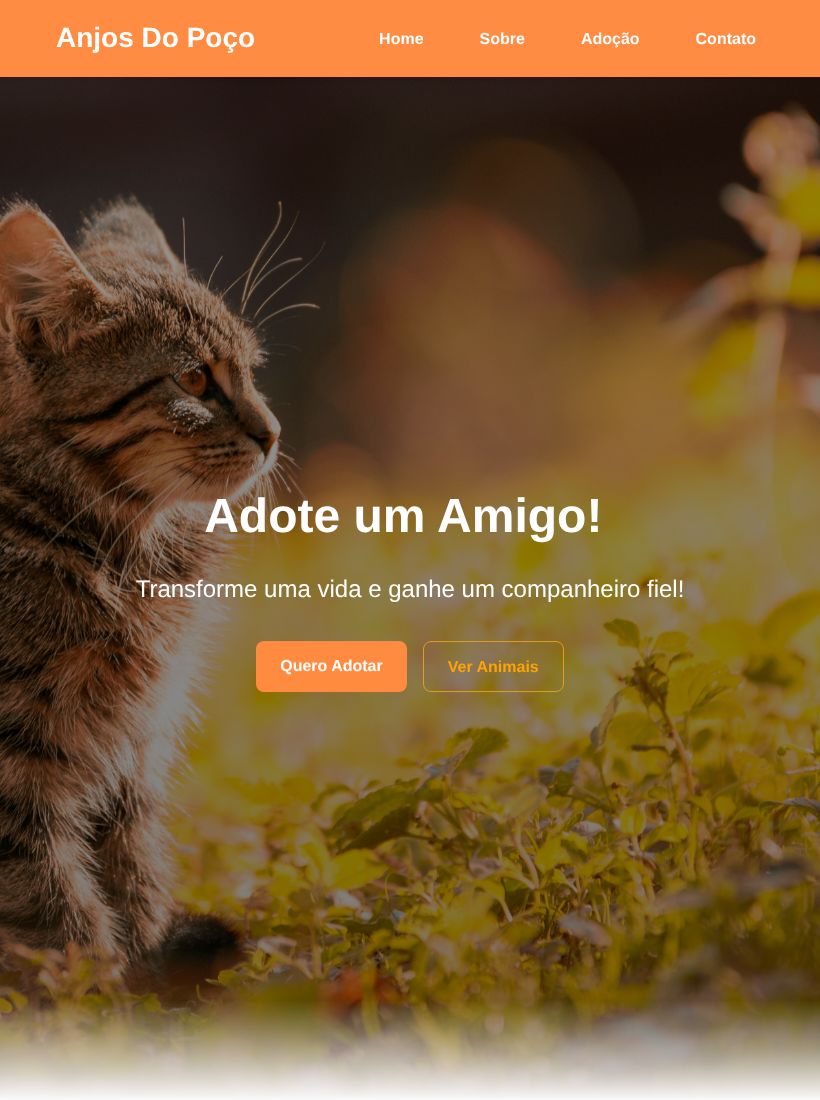 Anjos Do Poço
Home Sobre Adoção Contato
Adote um Amigo!
Transforme uma vida e ganhe um companheiro fiel!
Quero Adotar Ver Animais